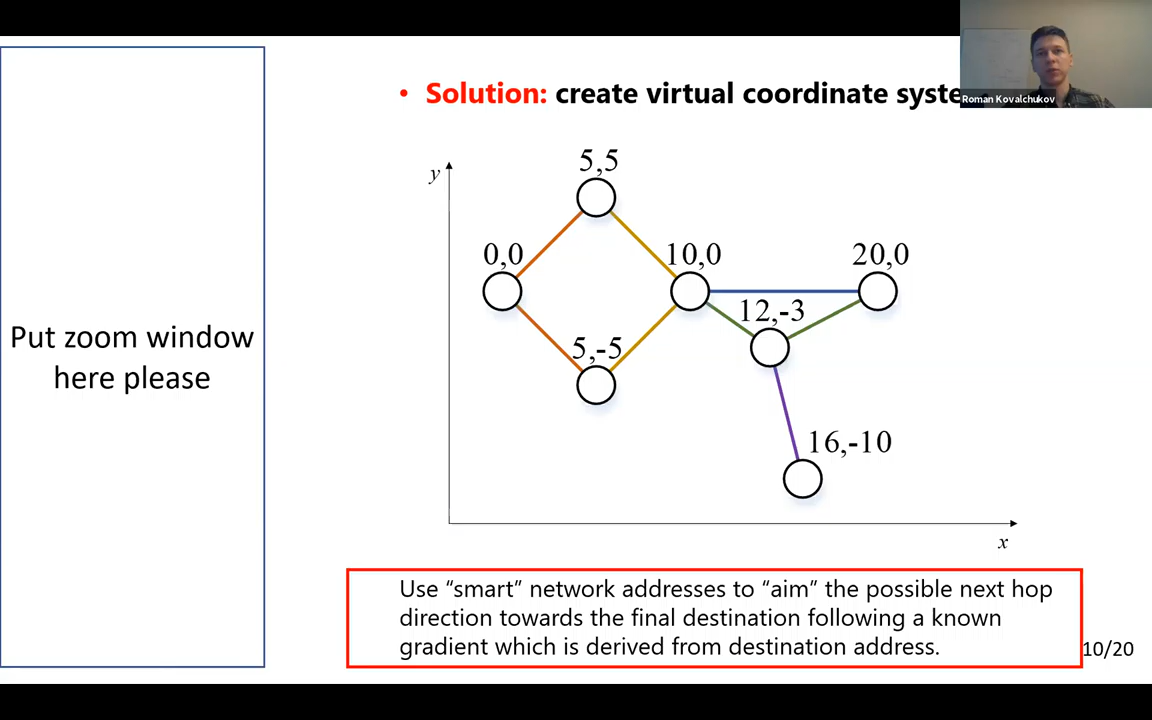 • Solution: create virtual coordinate syste
Roman Kovalchukov
Put zoom window
here please
y
5,5
0,0
10,0
20,0
12,-3
5,-5
16,-10
x
Use “smart” network addresses to “aim” the possible next hop
direction towards the final destination following a known
gradient which is derived from destination address.
10/20